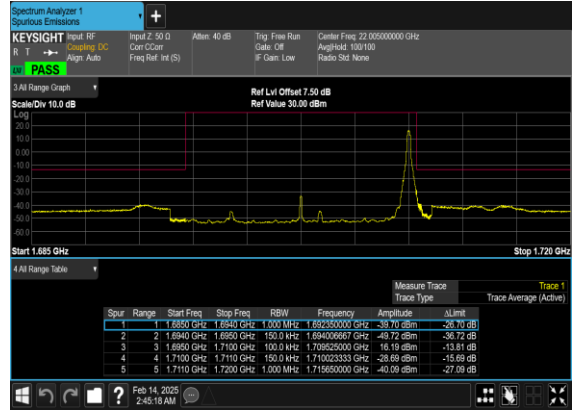 Spectrum Analyzer 1
Spurious Emissions
KEYSIGHT Input: RF Input Z: 50 Ω Atten: 40 dB Trig: Free Run Center Freq: 22.005000000 GHz
R T Coupling: DC Corr CCorr Gate: Off Avg|Hold: 100/100
Align: Auto Freq Ref: Int (S) IF Gain: Low Radio Std: None
PASS
3 All Range Graph Ref Lvl Offset 7.50 dB
Scale/Div 10.0 dB Ref Value 30.00 dBm
Log
20.0
10.0
0.00
-10.0
-20.0
-30.0
-40.0
-50.0
-60.0
Start 1.685 GHz Stop 1.720 GHz
4 All Range Table
Measure Trace Trace 1
Trace Type Trace Average (Active)
Spur Range Start Freq Stop Freq RBW Frequency Amplitude ΔLimit
1 1 1.6850 GHz 1.6940 GHz 1.000 MHz 1.692350000 GHz -39.70 dBm -26.70 dB
2 2 1.6940 GHz 1.6950 GHz 150.0 kHz 1.694006667 GHz -49.72 dBm -36.72 dB
3 3 1.6950 GHz 1.7100 GHz 100.0 kHz 1.709525000 GHz 16.19 dBm -13.81 dB
4 4 1.7100 GHz 1.7110 GHz 150.0 kHz 1.710023333 GHz -28.69 dBm -15.69 dB
5 5 1.7110 GHz 1.7200 GHz 1.000 MHz 1.715650000 GHz -40.09 dBm -27.09 dB
? Feb 14, 2025
2:45:18 AM